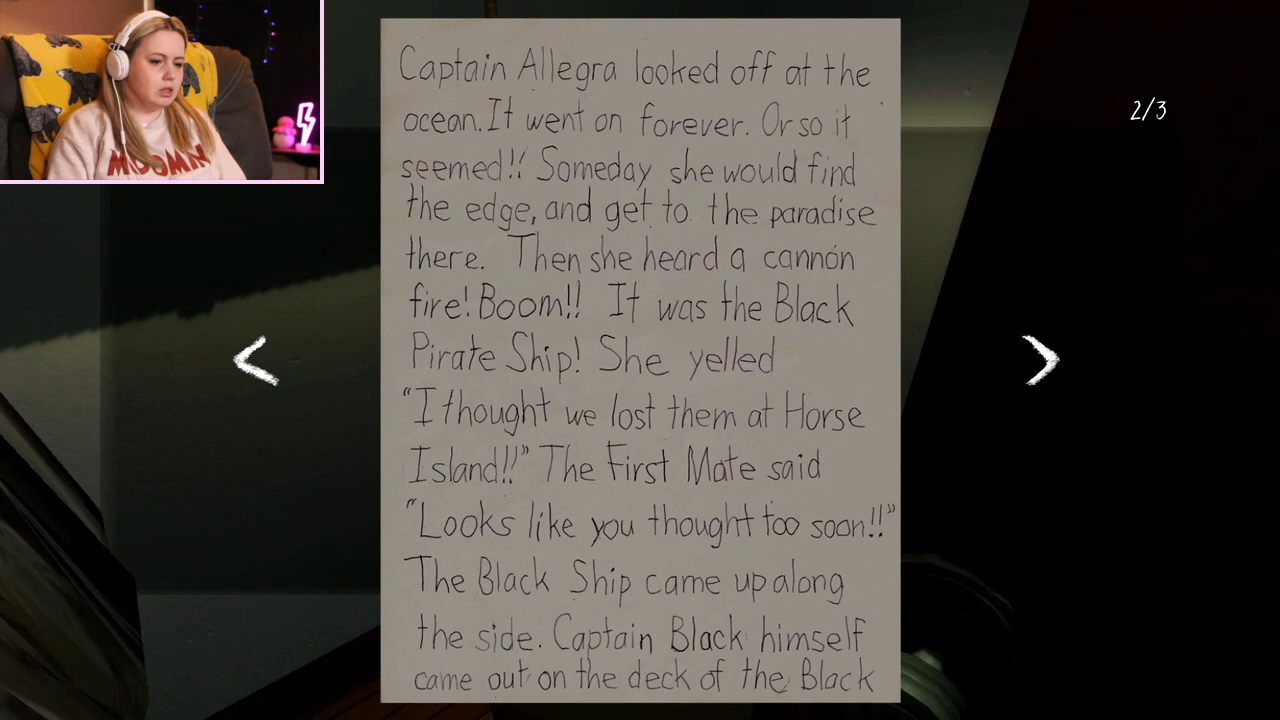 Captain Allegra looked off at the
ocean. It went on forever. Or so it
seemed!! Someday she would find
the edge, and get to the paradise
there. Then she heard a cannon
fire! Boom!! It was the Black
Pirate Ship! She yelled
"I thought we lost them at Horse
Island!!" The First Mate said
"Looks like you thought too soon!!"
The Black Ship came up along
the side. Captain Black himself
came out on the deck of the Black
2/3
MOOMIN